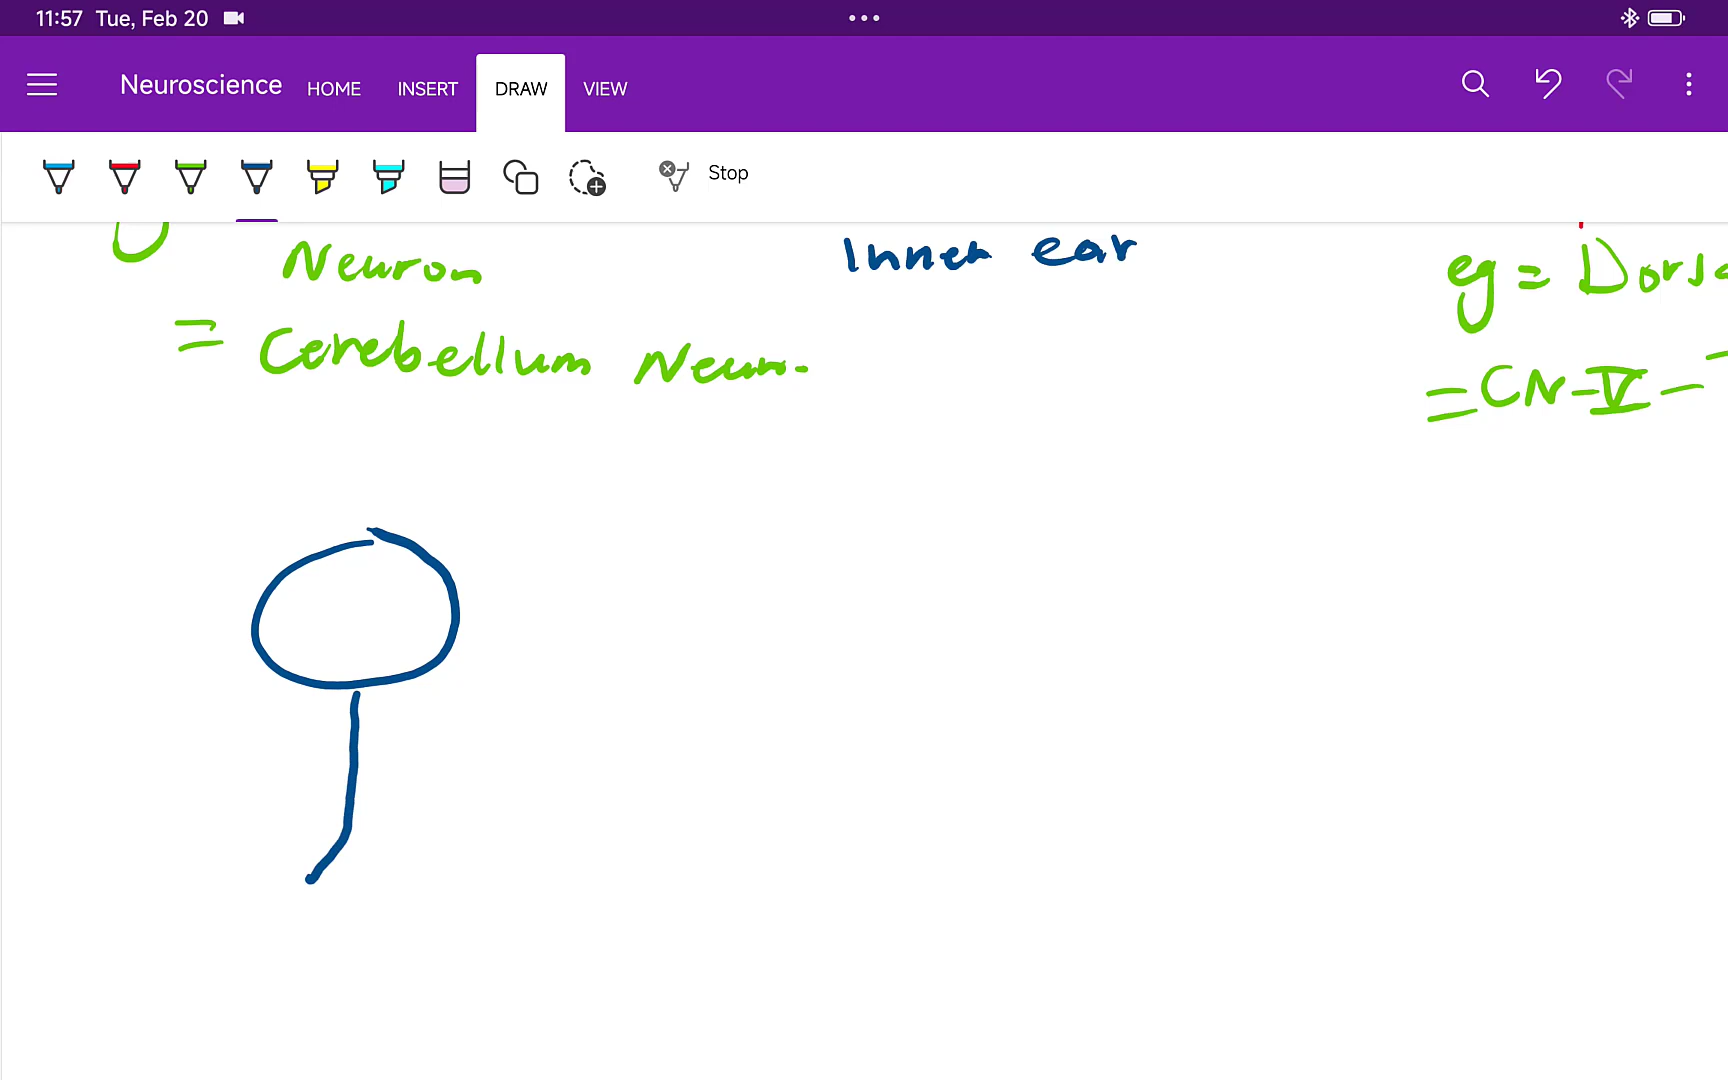 11:57 Tue, Feb 20
Neuroscience HOME INSERT DRAW VIEW
Stop
Neuron
= Cerebellum Neuro-
Inner ear
eg = Dors
= CN-V -